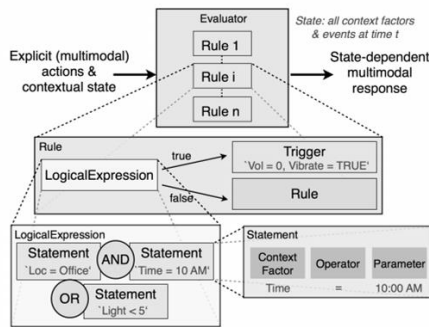 Evaluator
State: all context factors
& events at time t
Explicit (multimodal)
actions &
contextual state
Rule 1
Rule i
Rule n
State-dependent
multimodal
response
Rule
LogicalExpression
true
false
Trigger
`Vol = 0, Vibrate = TRUE'
Rule
LogicalExpression
Statement
`Loc = Office'
AND
Statement
`Time = 10 AM'
OR
Statement
`Light < 5'
Statement
Context
Factor
Operator
Parameter
Time = 10:00 AM